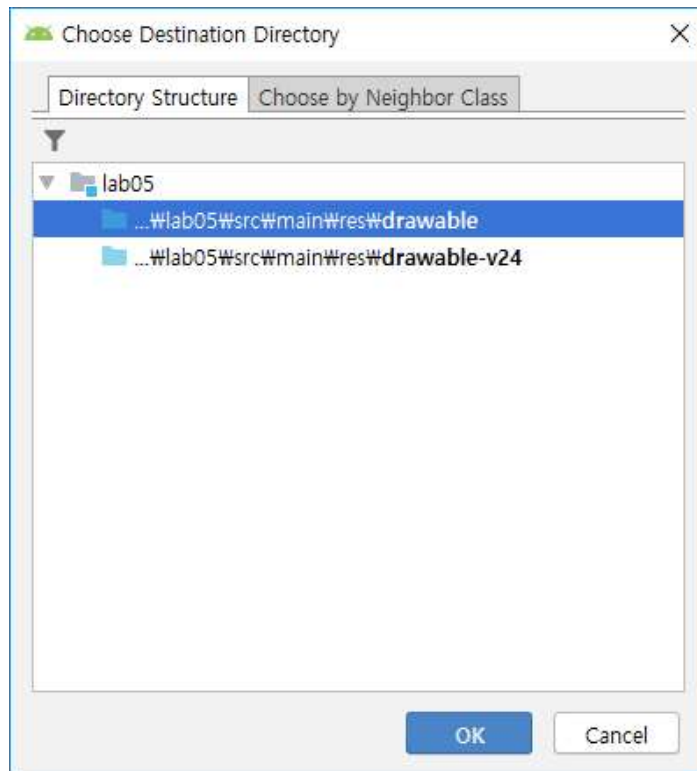 Choose Destination Directory
Directory Structure Choose by Neighbor Class
lab05
...₩lab05₩src₩main₩res₩drawable
...₩lab05₩src₩main₩res₩drawable-v24
OK Cancel